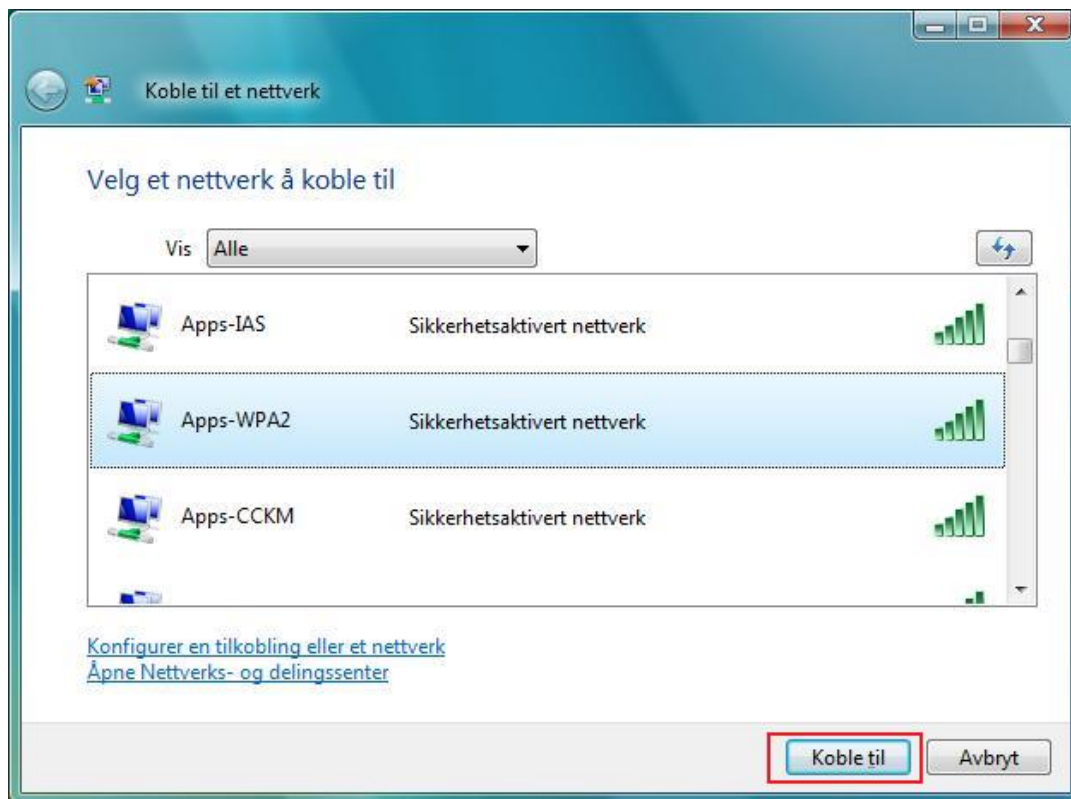 Koble til et nettverk
Velg et nettverk å koble til
Vis Alle
Apps-IAS Sikkerhetsaktivert nettverk
Apps-WPA2 Sikkerhetsaktivert nettverk
Apps-CCKM Sikkerhetsaktivert nettverk
Konfigurer en tilkobling eller et nettverk
Åpne Nettverks- og delingssenter
Koble til Avbryt